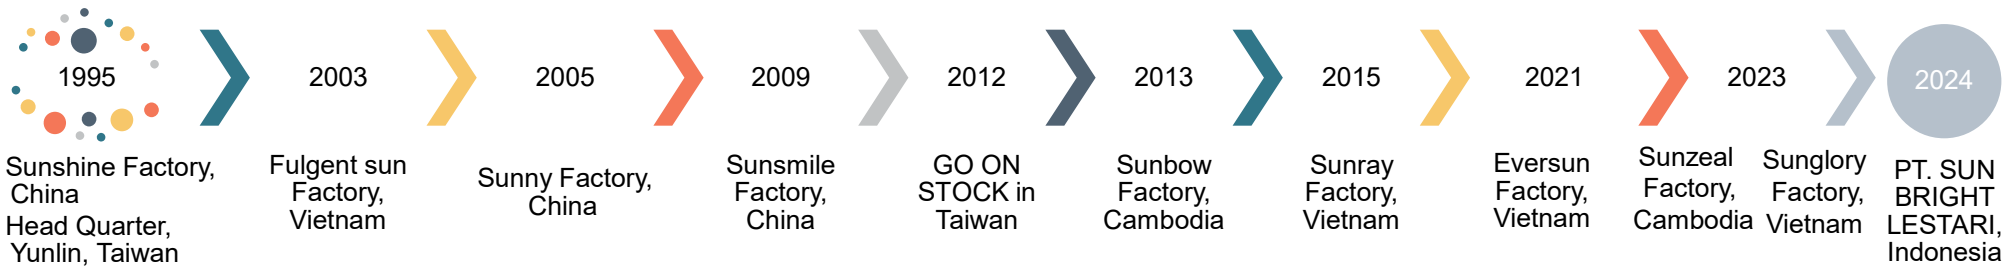 1995
Sunshine Factory,
China
Head Quarter,
Yunlin, Taiwan
2003
Fulgent sun
Factory,
Vietnam
2005
Sunny Factory,
China
2009
Sunsmile
Factory,
China
2012
GO ON
STOCK in
Taiwan
2013
Sunbow
Factory,
Cambodia
2015
Sunray
Factory,
Vietnam
2021
Eversun
Factory,
Vietnam
2023
Sunzeal
Factory,
Cambodia
Sunglory
Factory,
Vietnam
2024
PT. SUN
BRIGHT
LESTARI,
Indonesia